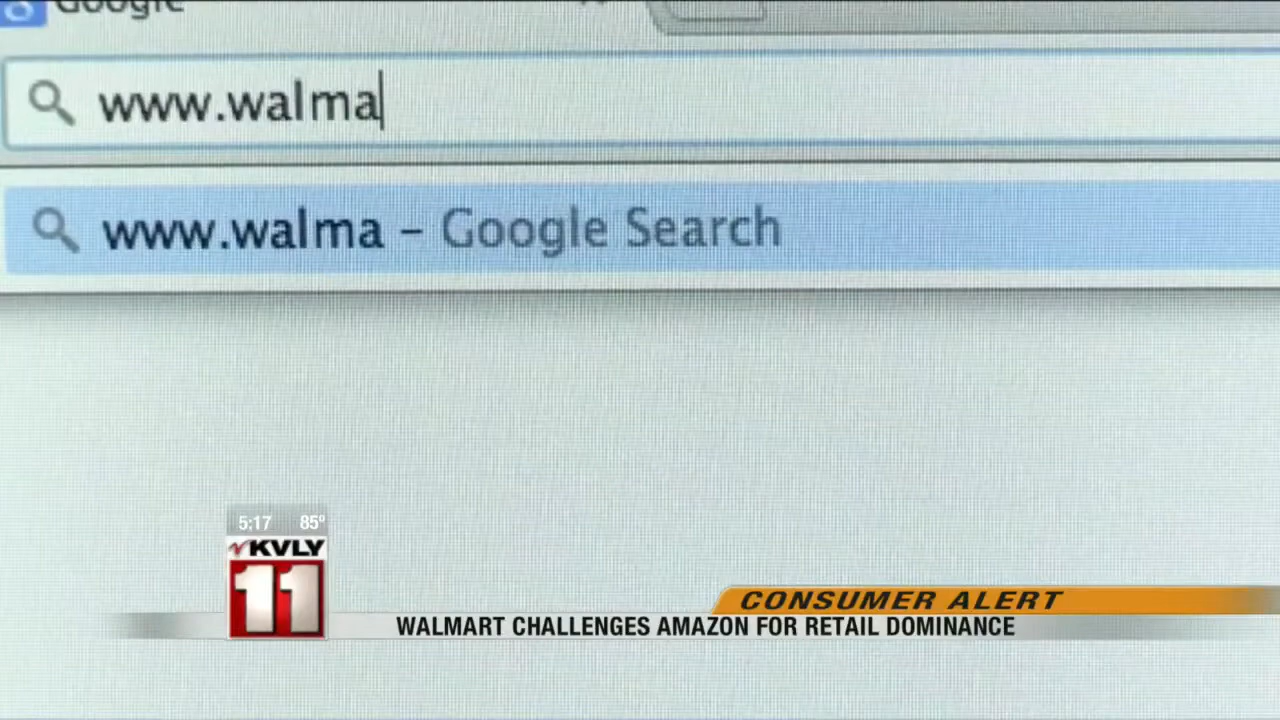 Google
www.walma
www.walma – Google Search
5:17 85°
KVLY
11
CONSUMER ALERT
WALMART CHALLENGES AMAZON FOR RETAIL DOMINANCE